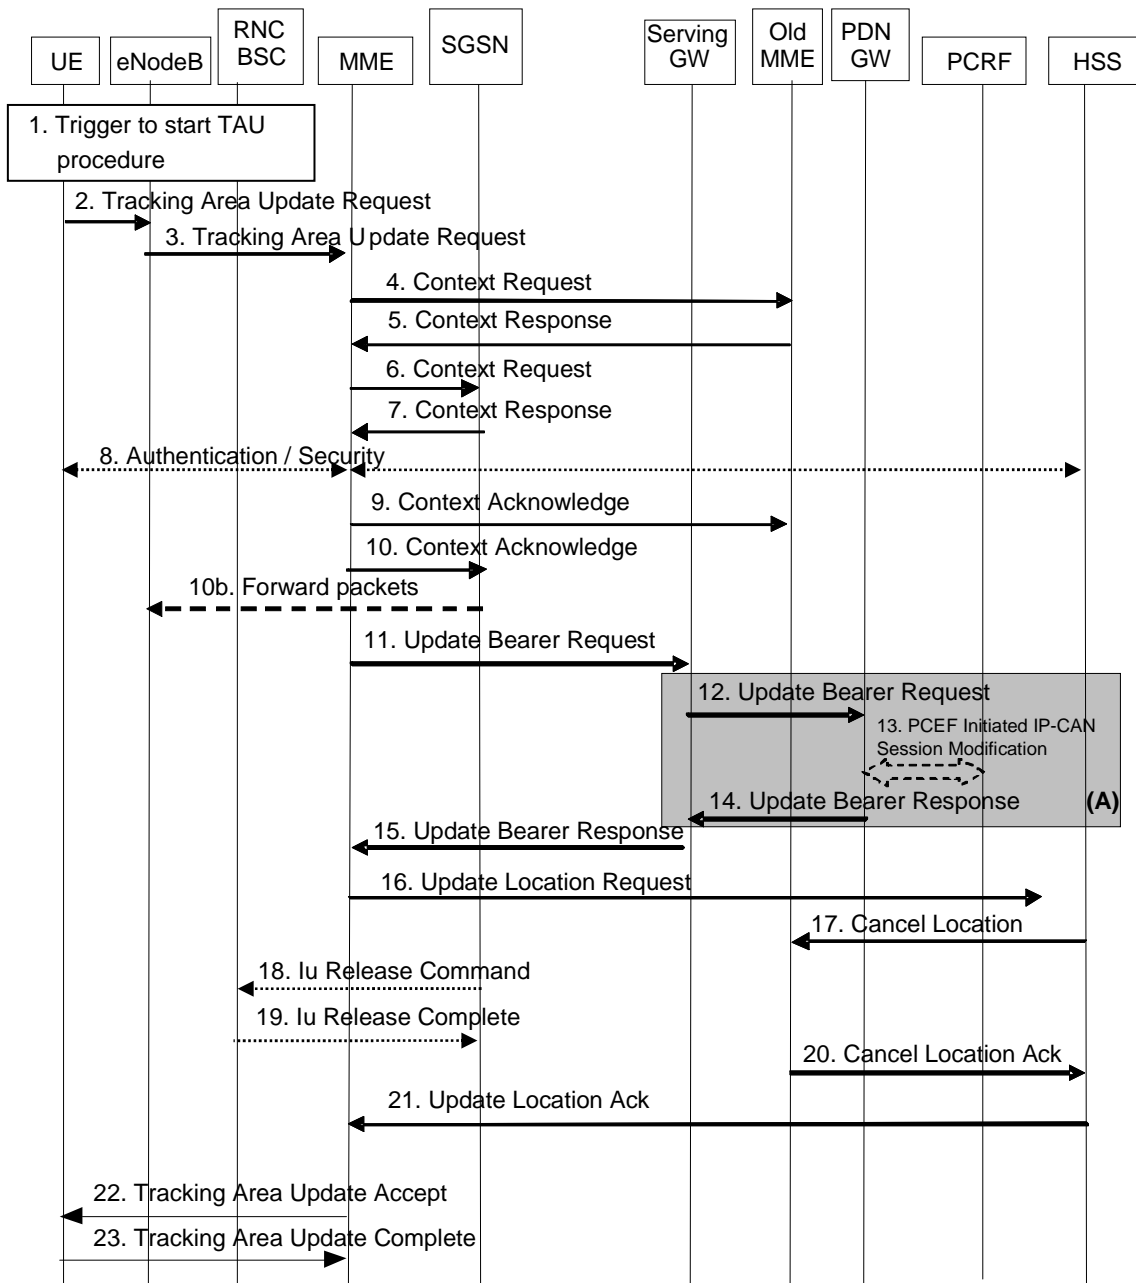 UE
eNodeB
RNC
BSC
MME
SGSN
Serving
GW
Old
MME
PDN
GW
PCRF
HSS
1. Trigger to start TAU
procedure
2. Tracking Area Update Request
3. Tracking Area Update Request
4. Context Request
5. Context Response
6. Context Request
7. Context Response
8. Authentication / Security
9. Context Acknowledge
10. Context Acknowledge
10b. Forward packets
11. Update Bearer Request
12. Update Bearer Request
13. PCEF Initiated IP-CAN
Session Modification
14. Update Bearer Response
(A)
15. Update Bearer Response
16. Update Location Request
17. Cancel Location
18. Iu Release Command
19. Iu Release Complete
20. Cancel Location Ack
21. Update Location Ack
22. Tracking Area Update Accept
23. Tracking Area Update Complete